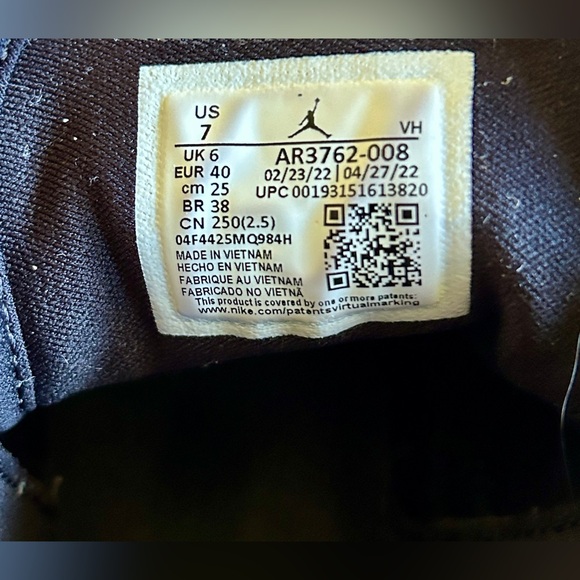 US
7
VH
UK 6
AR3762-008
EUR 40
02/23/22 | 04/27/22
cm 25
UPC 00193151613820
BR 38
CN 250(2.5)
04F4425MQ984H
MADE IN VIETNAM
HECHO EN VIETNAM
FABRIQUE AU VIETNAM
FABRICADO NO VIETNÃ
This product is covered by one or more patents:
www.nike.com/patentsvirtualmarking